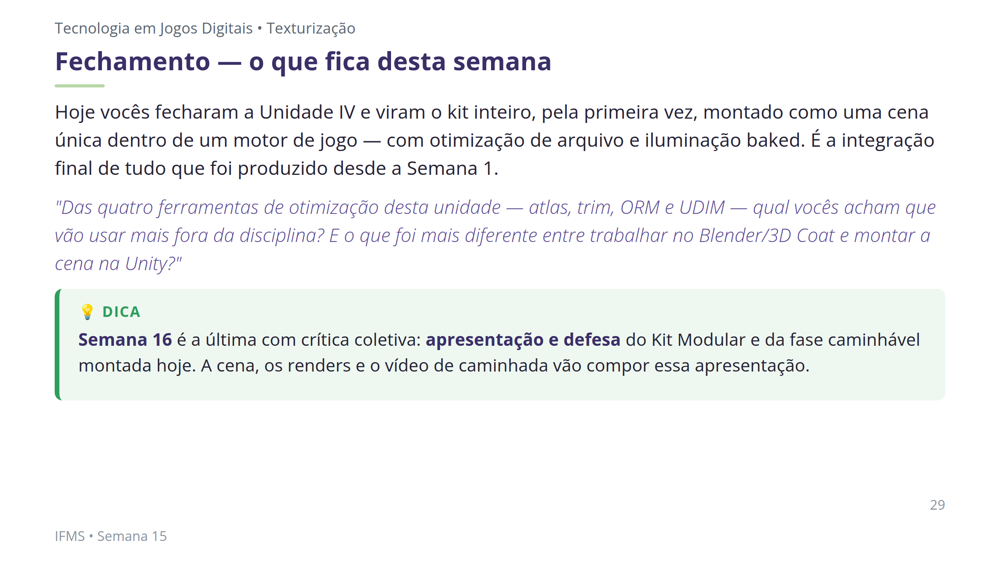 Tecnologia em Jogos Digitais • Texturização
Fechamento — o que fica desta semana
Hoje vocês fecharam a Unidade IV e viram o kit inteiro, pela primeira vez, montado como uma cena
única dentro de um motor de jogo — com otimização de arquivo e iluminação baked. É a integração
final de tudo que foi produzido desde a Semana 1.
"Das quatro ferramentas de otimização desta unidade — atlas, trim, ORM e UDIM — qual vocês acham que
vão usar mais fora da disciplina? E o que foi mais diferente entre trabalhar no Blender/3D Coat e montar a
cena na Unity?"
💡 DICA
Semana 16 é a última com crítica coletiva: apresentação e defesa do Kit Modular e da fase caminhável
montada hoje. A cena, os renders e o vídeo de caminhada vão compor essa apresentação.
29
IFMS • Semana 15